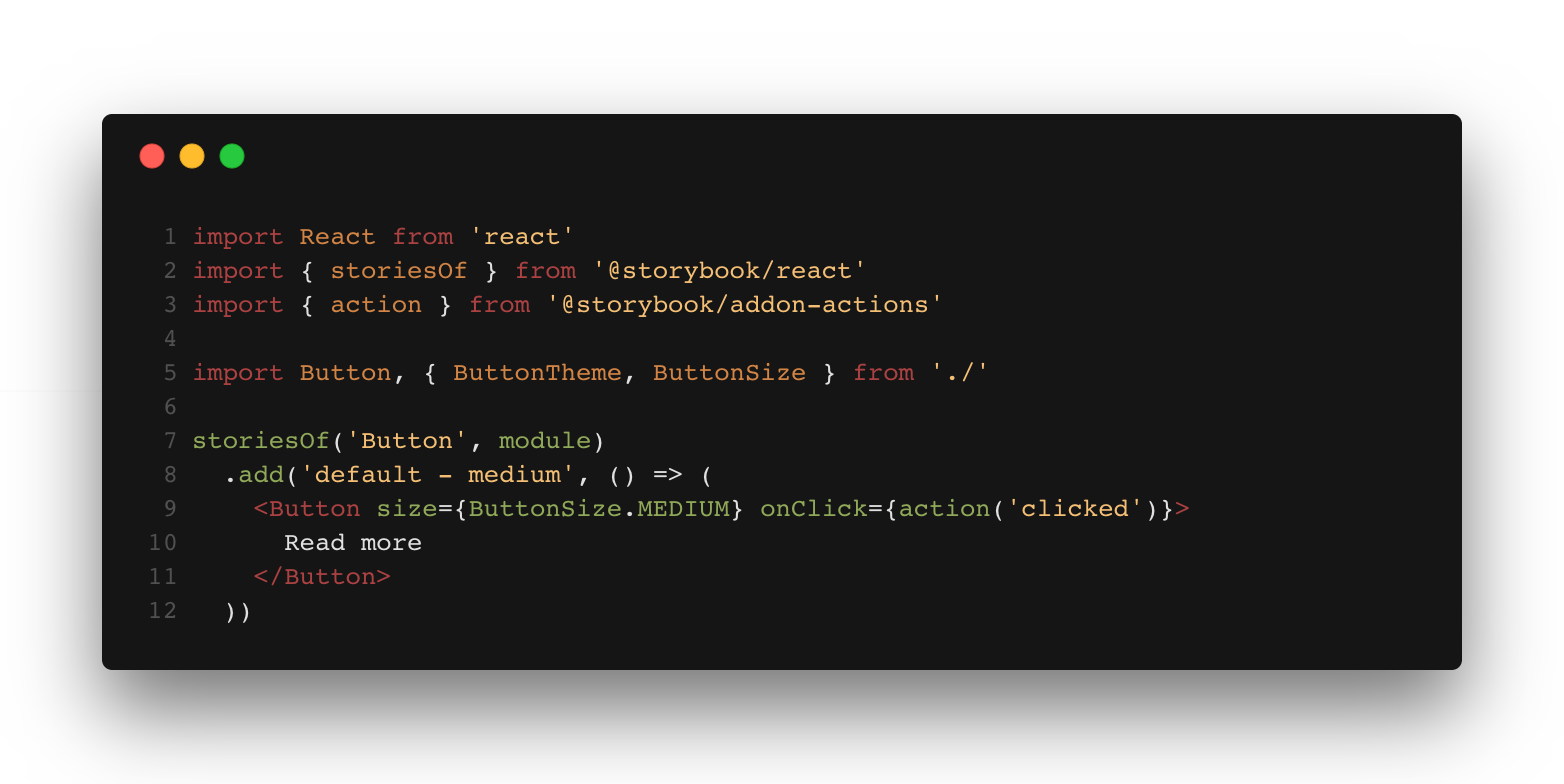 1 import React from 'react'
2 import { storiesOf } from '@storybook/react'
3 import { action } from '@storybook/addon-actions'
4
5 import Button, { ButtonTheme, ButtonSize } from './'
6
7 storiesOf('Button', module)
8   .add('default - medium', () => (
9     <Button size={ButtonSize.MEDIUM} onClick={action('clicked')}>
10       Read more
11     </Button>
12   ))